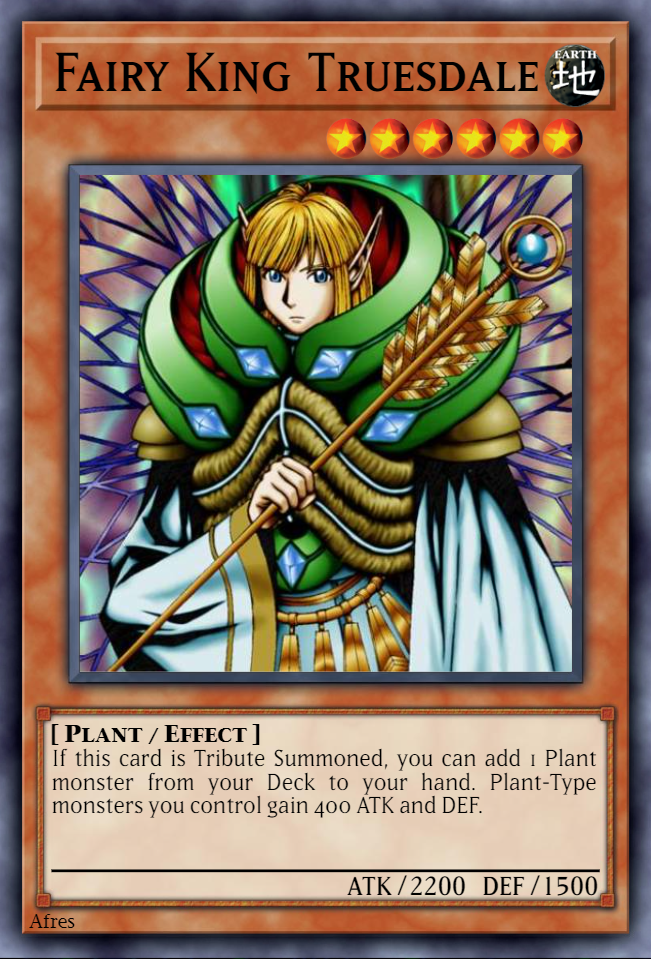 Fairy King Truesdale
EARTH
地
[ Plant / Effect ]
If this card is Tribute Summoned, you can add 1 Plant
monster from your Deck to your hand. Plant-Type
monsters you control gain 400 ATK and DEF.
ATK / 2200 DEF / 1500
Afres